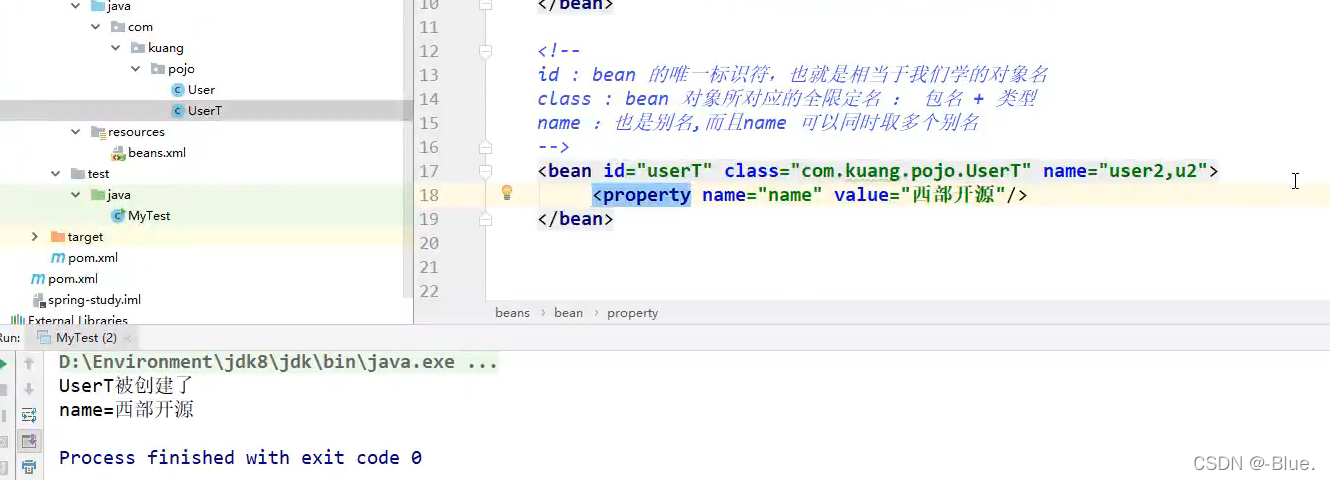 java
com
kuang
pojo
User
UserT
resources
beans.xml
test
java
MyTest
target
pom.xml
pom.xml
spring-study.iml
External Libraries
10 </bean>
11
12 <!--
13 id : bean 的唯一标识符，也就是相当于我们学的对象名
14 class : bean 对象所对应的全限定名 ： 包名 + 类型
15 name : 也是别名,而且name 可以同时取多个别名
16 -->
17 <bean id="userT" class="com.kuang.pojo.UserT" name="user2,u2">
18 <property name="name" value="西部开源"/>
19 </bean>
20
21
22
beans › bean › property
Run: MyTest (2) ×
D:\Environment\jdk8\jdk\bin\java.exe ...
UserT被创建了
name=西部开源
Process finished with exit code 0
CSDN @-Blue.